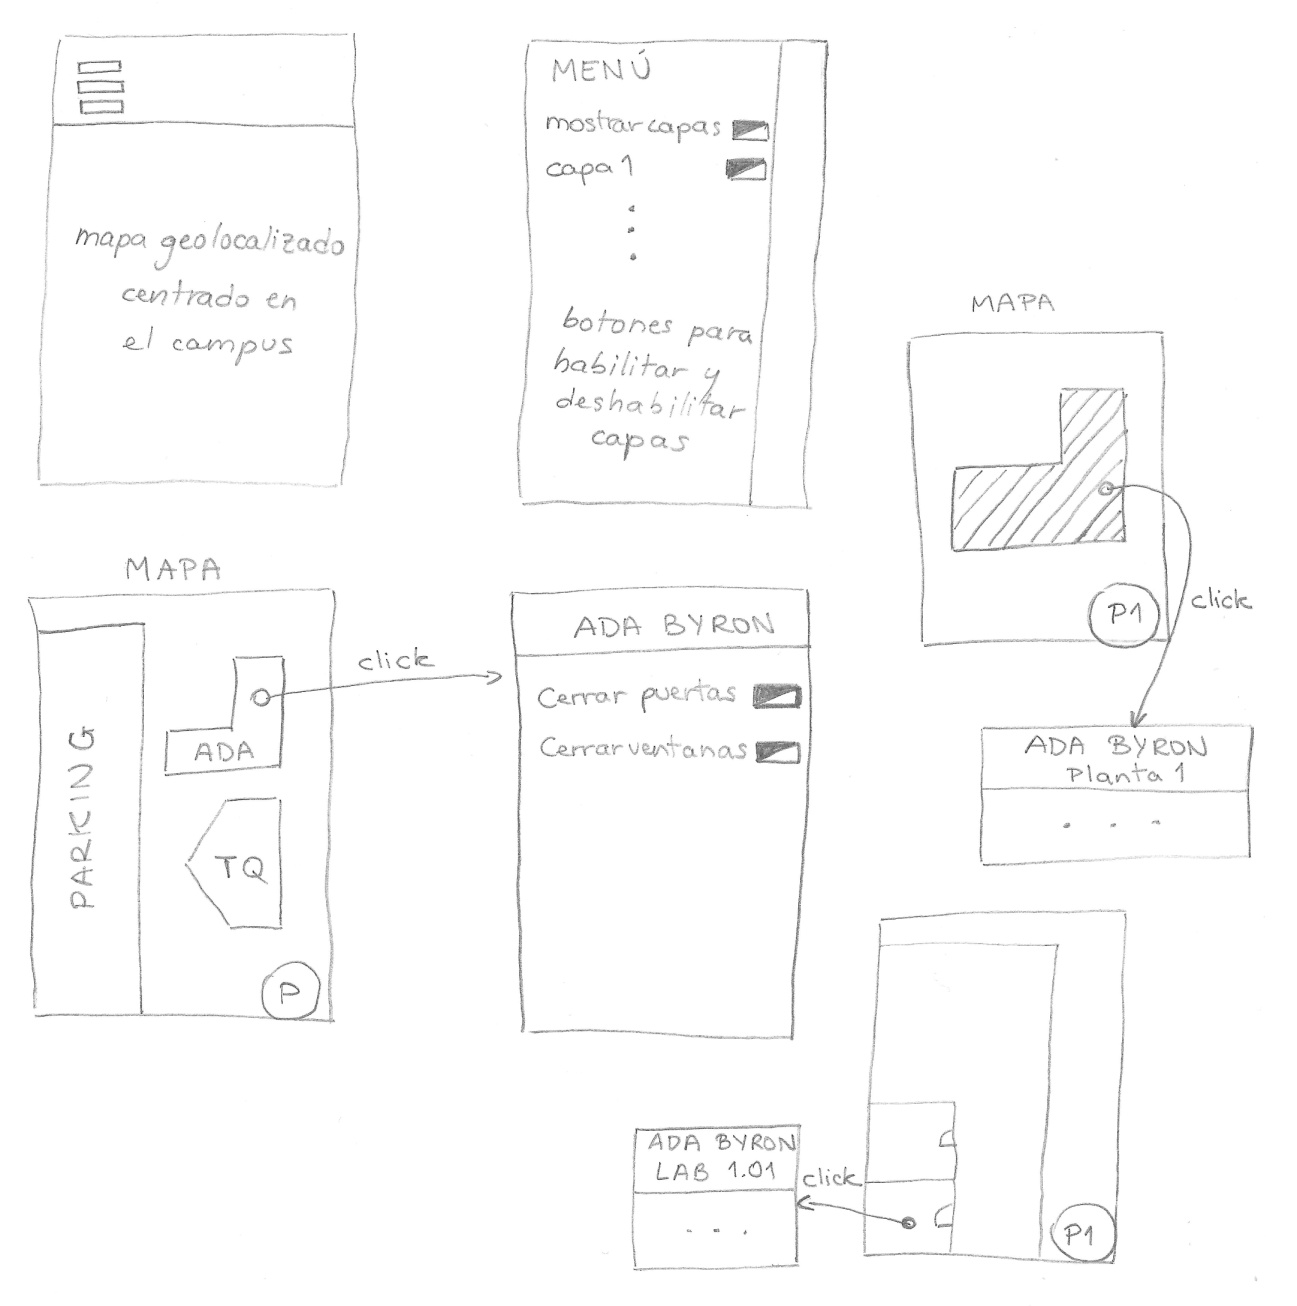 mapa geolocalizado
centrado en
el campus
MENÚ
mostrar capas
capa 1
botones para
habilitar y
deshabilitar
capas
MAPA
P1
click
ADA BYRON
Planta 1
MAPA
PARKING
ADA
TQ
P
click
ADA BYRON
Cerrar puertas
Cerrar ventanas
ADA BYRON
LAB 1.01
click
P1